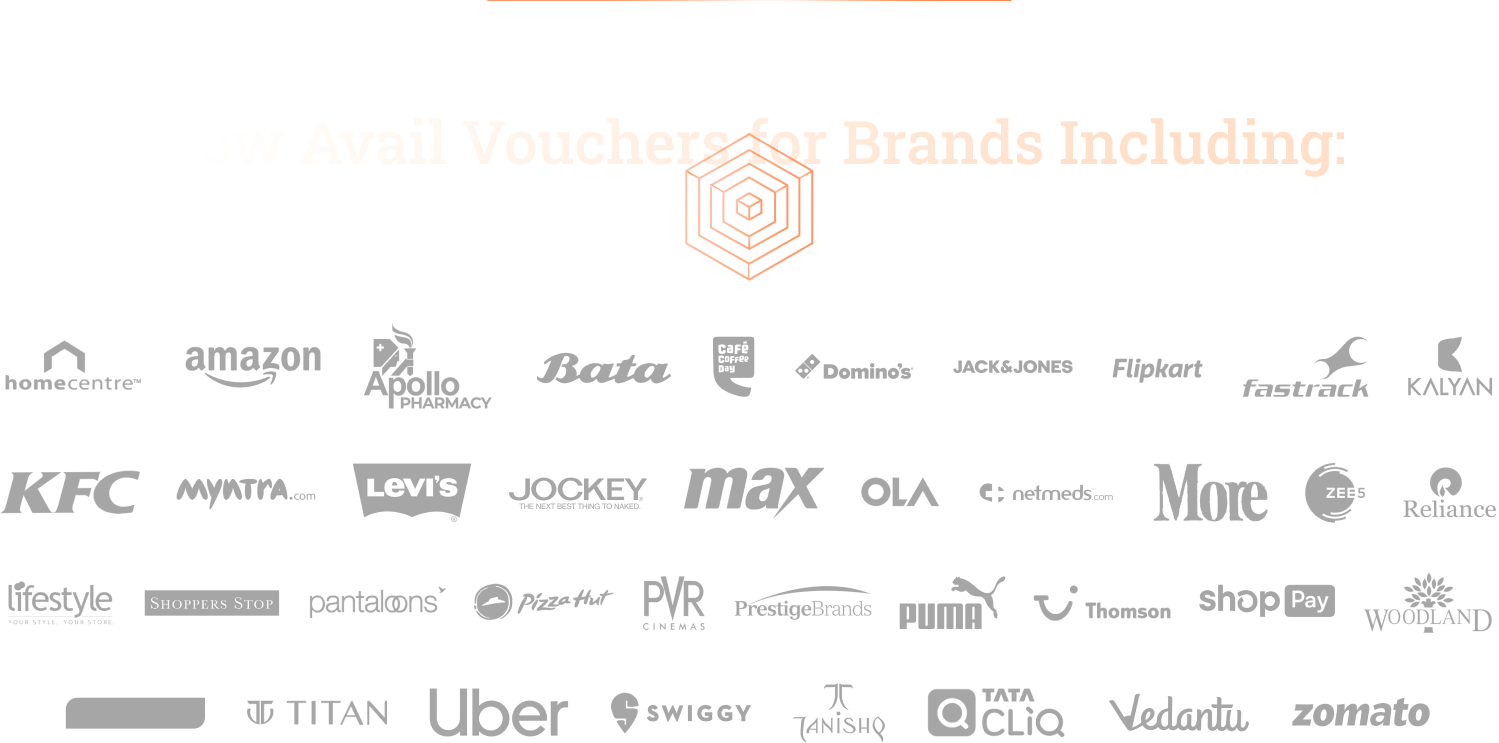 Avail Vouchers for Brands Including:
homecentre™
amazon
Apollo
PHARMACY
Bata
Café
Coffee
Day
Domino's
JACK&JONES
Flipkart
fastrack
KALYAN
KFC
Myntra.com
Levi's
®
JOCKEY®
THE NEXT BEST THING TO NAKED.
max
OLA
netmeds.com
More
ZEE5
Reliance
lifestyle
YOUR STYLE. YOUR STORE.
SHOPPERS STOP
pantaloons
Pizza Hut
PVR
CINEMAS
PrestigeBrands
PUMA
Thomson
shop Pay
WOODLAND
TITAN
Uber
SWIGGY
TANISHQ
TATA
CLiQ
Vedantu
zomato